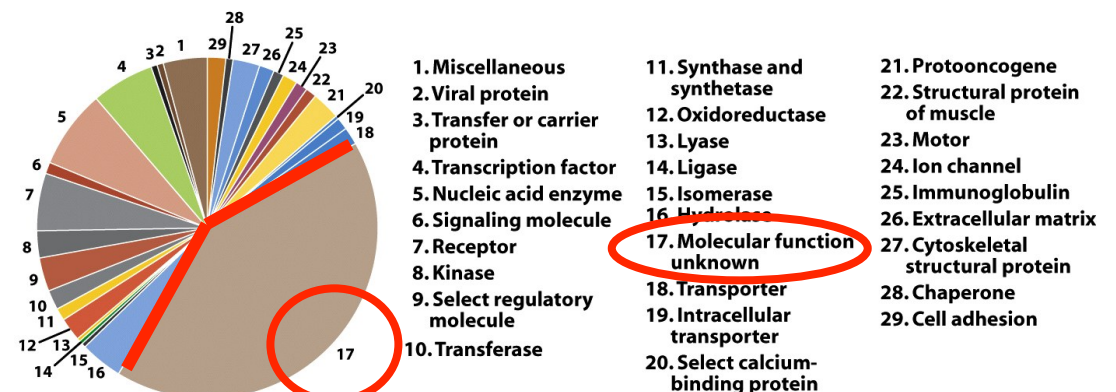 28
3 2 1 29 27 26 25
4 24 23
22
5 21 20
19
18
6
7
8
9
10
11
12 13
14 15 16
17
1. Miscellaneous
2. Viral protein
3. Transfer or carrier
protein
4. Transcription factor
5. Nucleic acid enzyme
6. Signaling molecule
7. Receptor
8. Kinase
9. Select regulatory
molecule
10. Transferase
11. Synthase and
synthetase
12. Oxidoreductase
13. Lyase
14. Ligase
15. Isomerase
16. Hydrolase
17. Molecular function
unknown
18. Transporter
19. Intracellular
transporter
20. Select calcium-
binding protein
21. Protooncogene
22. Structural protein
of muscle
23. Motor
24. Ion channel
25. Immunoglobulin
26. Extracellular matrix
27. Cytoskeletal
structural protein
28. Chaperone
29. Cell adhesion